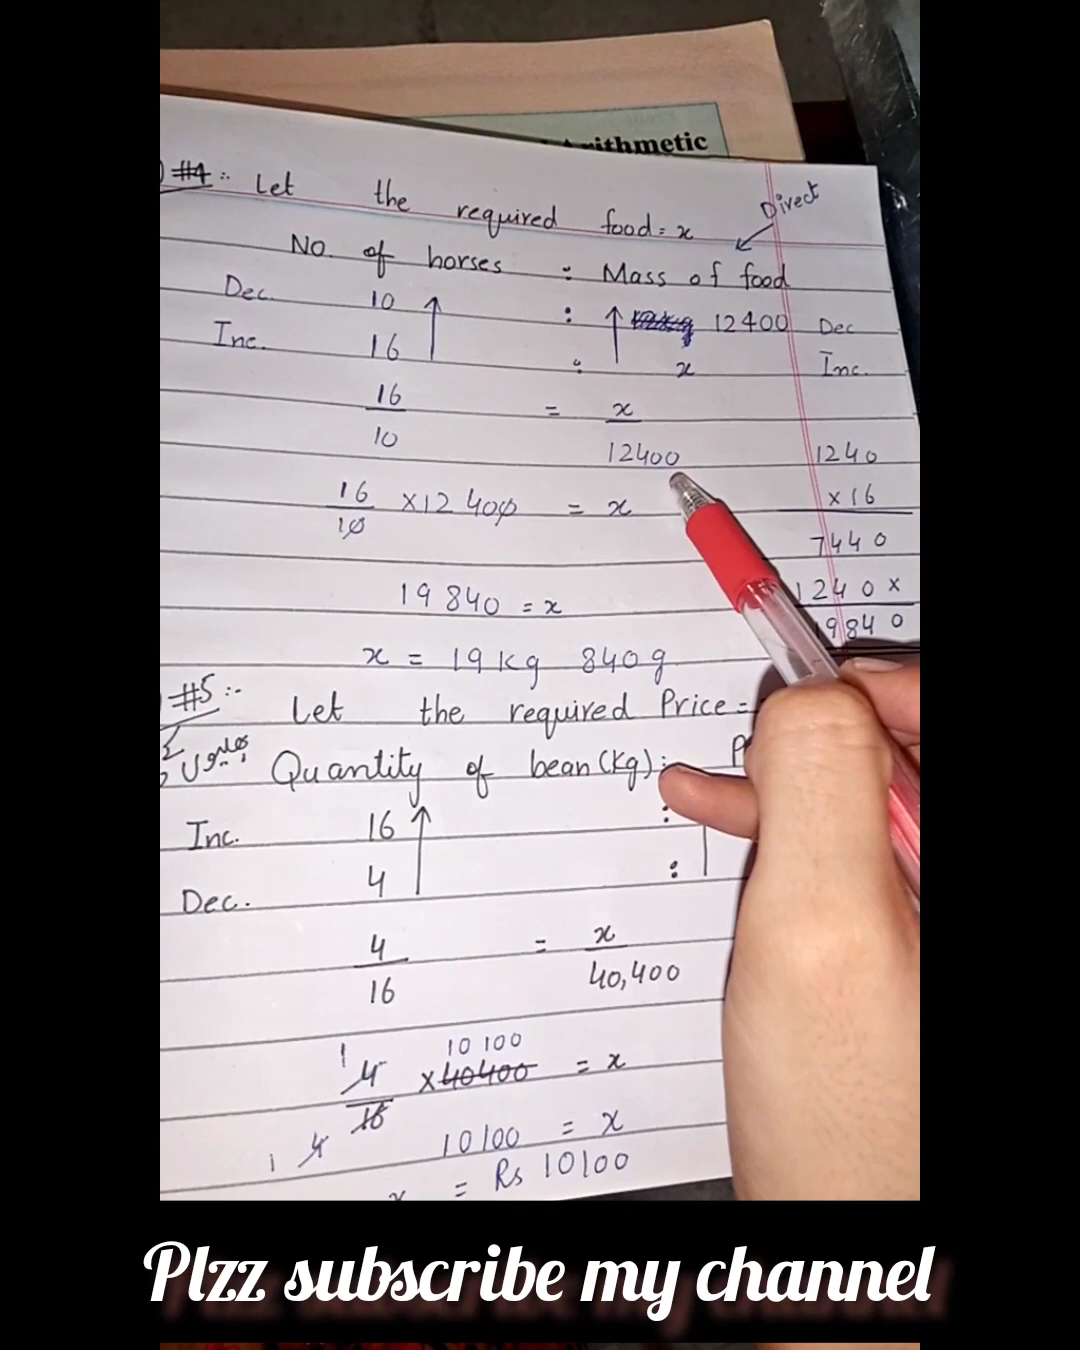 ithmetic
#4:- Let the required food = x
Direct
No. of horses : Mass of food
Dec. 10 : 12400 Dec
Inc. 16 : x Inc.
16/10 = x/12400
1240
16/10 × 12400 = x
× 16
7440
1240×
19840 = x
19840
x = 19 kg 840 g
#5:- Let the required Price =
Quantity of bean (kg) : P
Inc. 16 :
Dec. 4 :
4/16 = x/40,400
1 10 100
4/16 × 40400 = x
1 4
10100 = x
x = Rs 10100
Plzz subscribe my channel